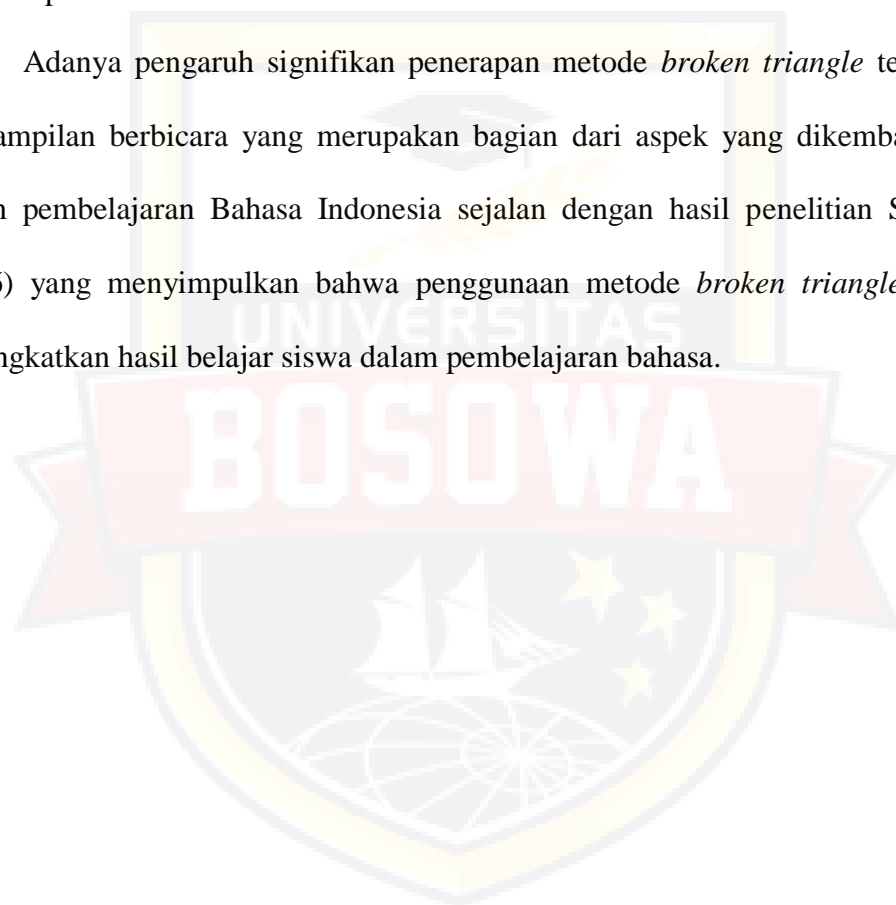 Adanya pengaruh signifikan penerapan metode broken triangle te
ampilan berbicara yang merupakan bagian dari aspek yang dikemba
pembelajaran Bahasa Indonesia sejalan dengan hasil penelitian S
) yang menyimpulkan bahwa penggunaan metode broken triangle
ngkatkan hasil belajar siswa dalam pembelajaran bahasa.
UNIVERSITAS
BOSOWA